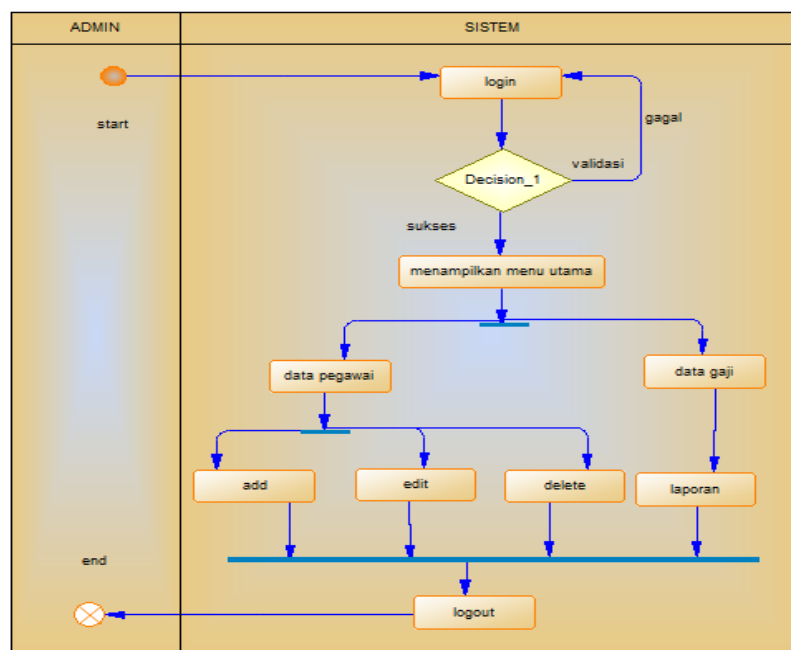 ADMIN
SISTEM
login
start
gagal
validasi
Decision_1
sukses
menampilkan menu utama
data pegawai
data gaji
add
edit
delete
laporan
end
logout